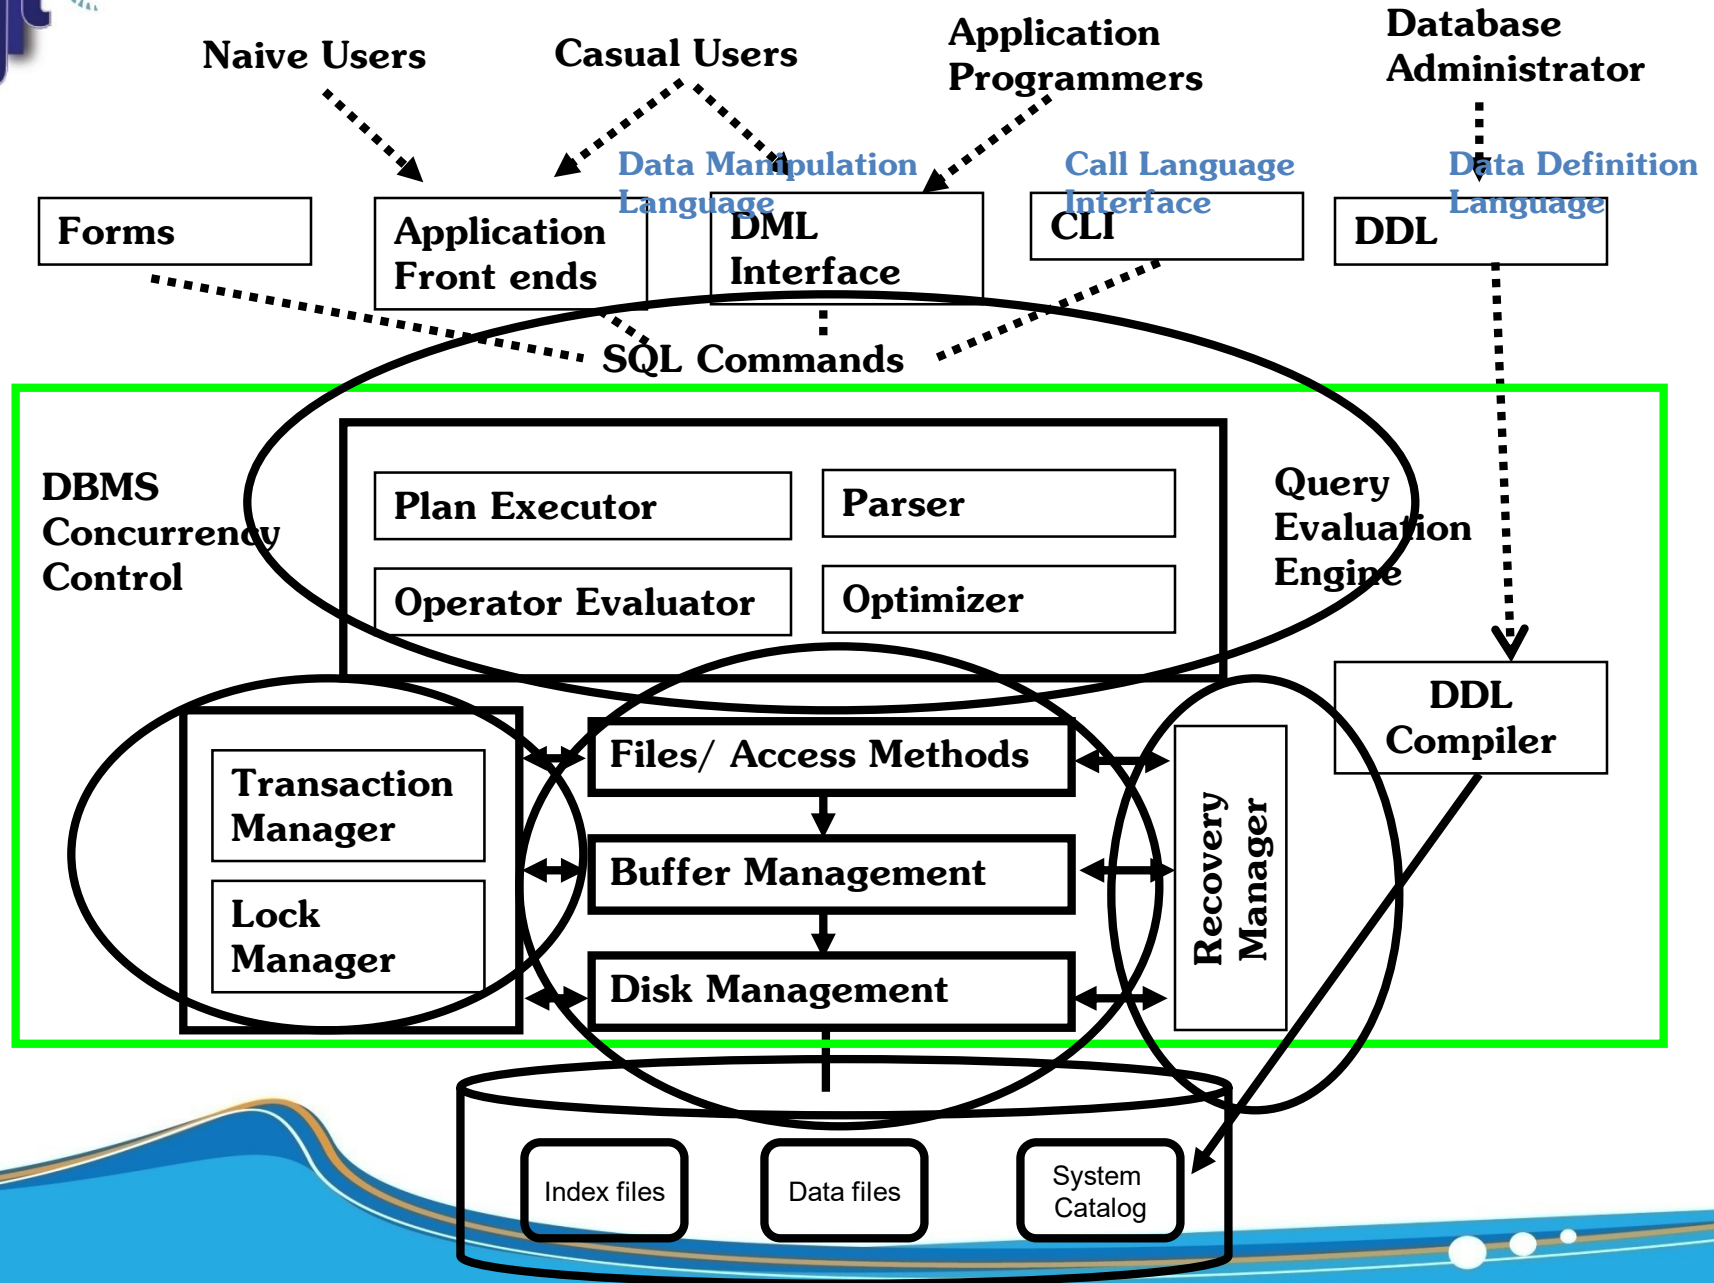 Naive Users
Casual Users
Application
Programmers
Database
Administrator
Data Manipulation
Language
Call Language
Interface
Data Definition
Language
Forms
Application
Front ends
DML
Interface
CLI
DDL
SQL Commands
DBMS
Concurrency
Control
Plan Executor
Parser
Operator Evaluator
Optimizer
Query
Evaluation
Engine
DDL
Compiler
Transaction
Manager
Lock
Manager
Files/ Access Methods
Buffer Management
Disk Management
Recovery
Manager
Index files
Data files
System
Catalog